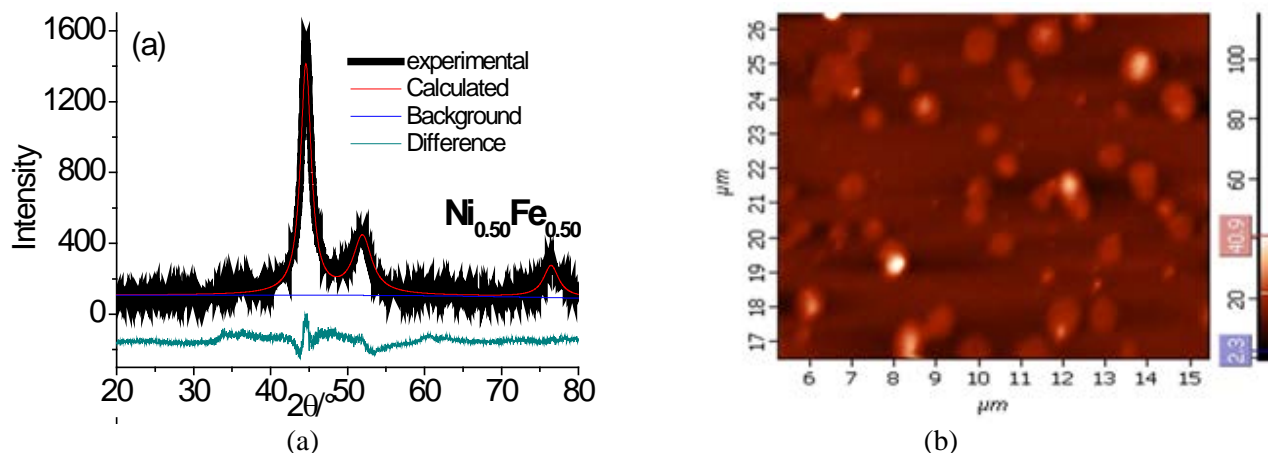 (a)
1600
1200
800
400
0
Intensity
experimental
Calculated
Background
Difference
Ni0.50Fe0.50
20 30 40 50 60 70 80
2θ/°
(a)
26
25
24
23
22
21
20
19
18
17
μm
6 7 8 9 10 11 12 13 14 15
μm
100
80
60
40.9
20
2.3
(b)